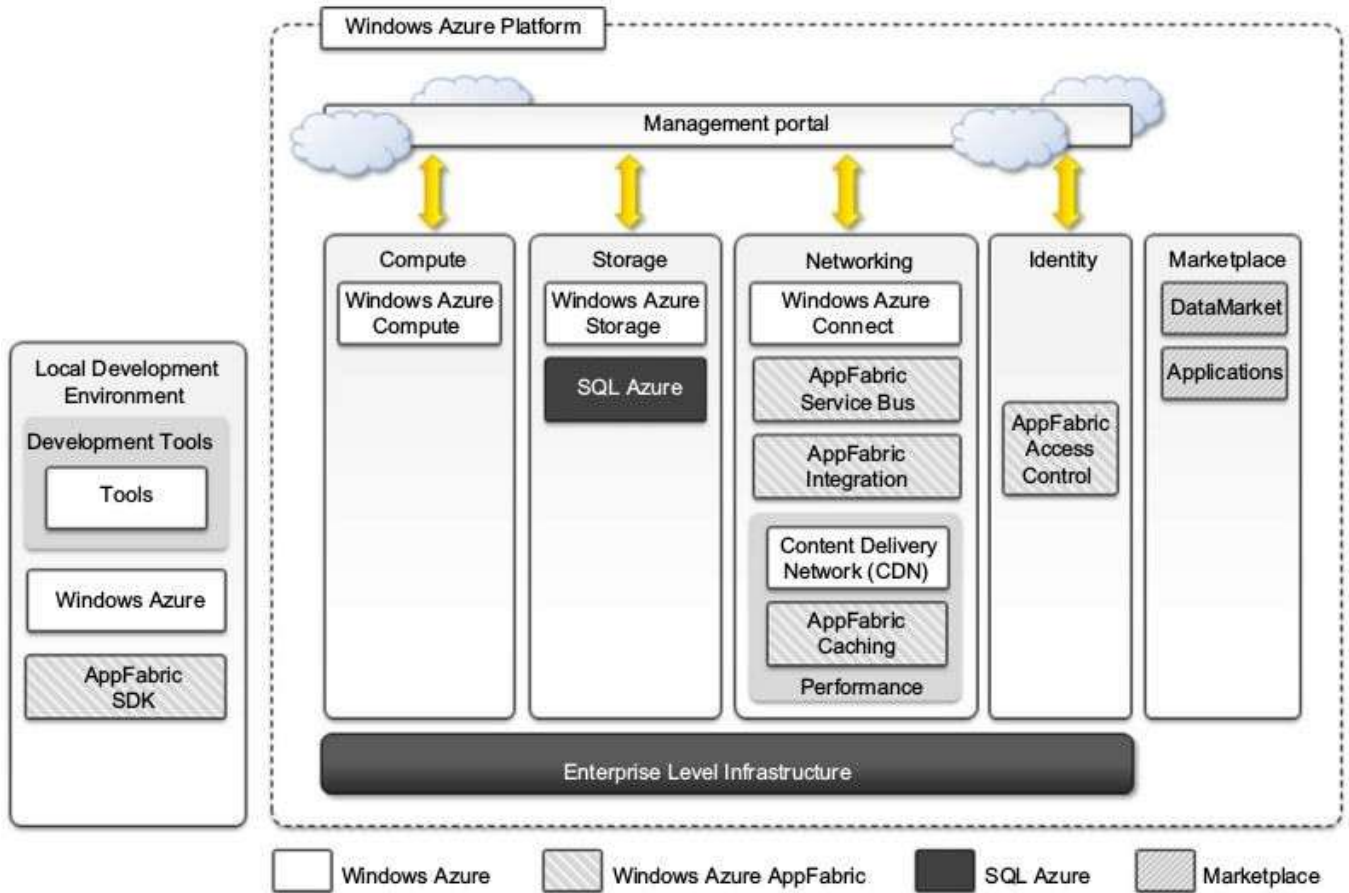 Windows Azure Platform
Management portal
Compute
Windows Azure
Compute
Storage
Windows Azure
Storage
SQL Azure
Networking
Windows Azure
Connect
AppFabric
Service Bus
AppFabric
Integration
Content Delivery
Network (CDN)
AppFabric
Caching
Performance
Identity
AppFabric
Access
Control
Marketplace
DataMarket
Applications
Local Development
Environment
Development Tools
Tools
Windows Azure
AppFabric
SDK
Enterprise Level Infrastructure
Windows Azure
Windows Azure AppFabric
SQL Azure
Marketplace